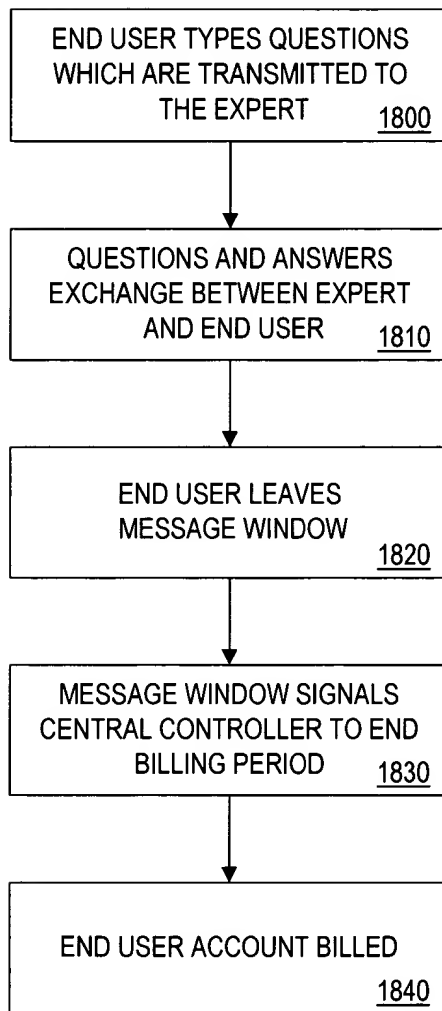 END USER TYPES QUESTIONS
WHICH ARE TRANSMITTED TO
THE EXPERT
1800
QUESTIONS AND ANSWERS
EXCHANGE BETWEEN EXPERT
AND END USER
1810
END USER LEAVES
MESSAGE WINDOW
1820
MESSAGE WINDOW SIGNALS
CENTRAL CONTROLLER TO END
BILLING PERIOD
1830
END USER ACCOUNT BILLED
1840